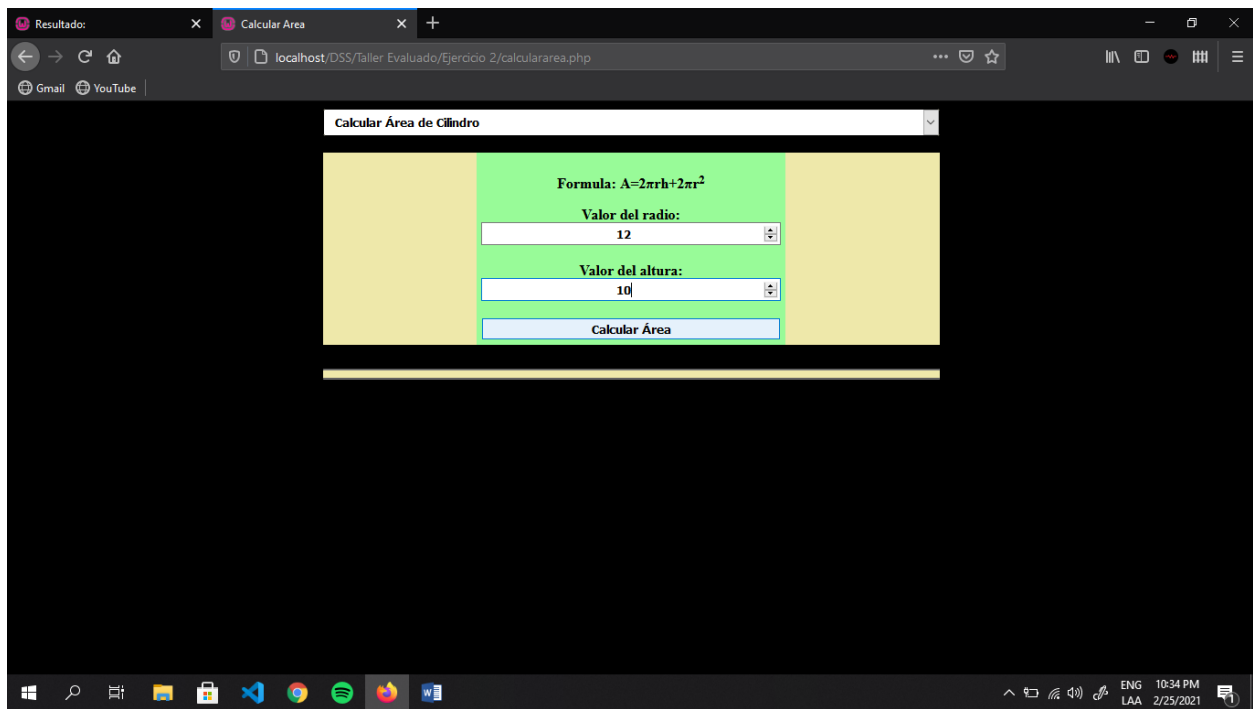 Resultado:
Calcular Area
localhost/DSS/Taller Evaluado/Ejercicio 2/calculararea.php
Gmail YouTube
Calcular Área de Cilindro
Formula: A=2πrh+2πr²
Valor del radio:
12
Valor del altura:
10
Calcular Área
ENG 10:34 PM
LAA 2/25/2021